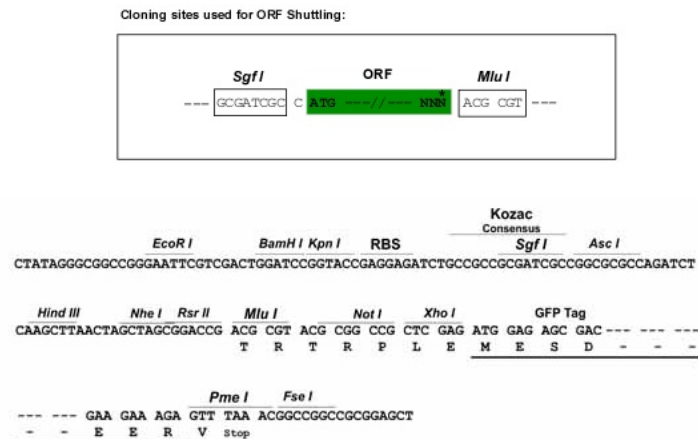 Cloning sites used for ORF Shuttling:
Sgf I ORF Mlu I
--- GCGATCGC C ATG ---//--- NNN* ACG CGT ---
Kozac
Consensus
EcoR I BamH I Kpn I RBS Sgf I Asc I
CTATAGGGCGGCCGGGAATTCGTCGACTGGATCCGGTACCGAGGAGATCTGCCGCCGCGATCGCCGGCGCGCCAGATCT
Hind III Nhe I Rsr II Mlu I Not I Xho I GFP Tag
CAAGCTTAACTAGCTAGCGGACCG ACG CGT ACG CGG CCG CTC GAG ATG GAG AGC GAC --- --- ---
T R T R P L E M E S D - - -
Pme I Fse I
--- --- GAA GAA AGA GTT TAA ACGGCCGGCCGCGGAGCT
- - E E R V Stop